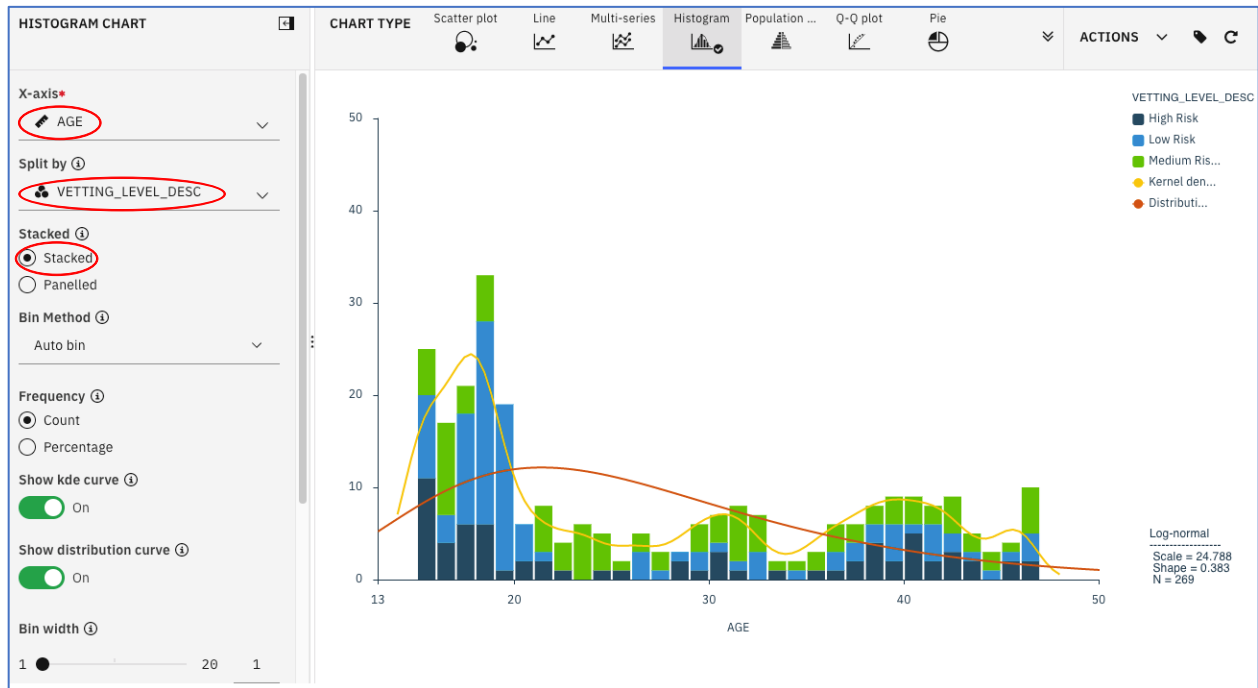 HISTOGRAM CHART
X-axis*
AGE
Split by
VETTING_LEVEL_DESC
Stacked
Stacked
Panelled
Bin Method
Auto bin
Frequency
Count
Percentage
Show kde curve
On
Show distribution curve
On
Bin width
1 20 1
CHART TYPE Scatter plot Line Multi-series Histogram Population ... Q-Q plot Pie
ACTIONS
VETTING_LEVEL_DESC
High Risk
Low Risk
Medium Ris...
Kernel den...
Distributi...
50
40
30
20
10
0
13 20 30 40 50
AGE
Log-normal
Scale = 24.788
Shape = 0.383
N = 269